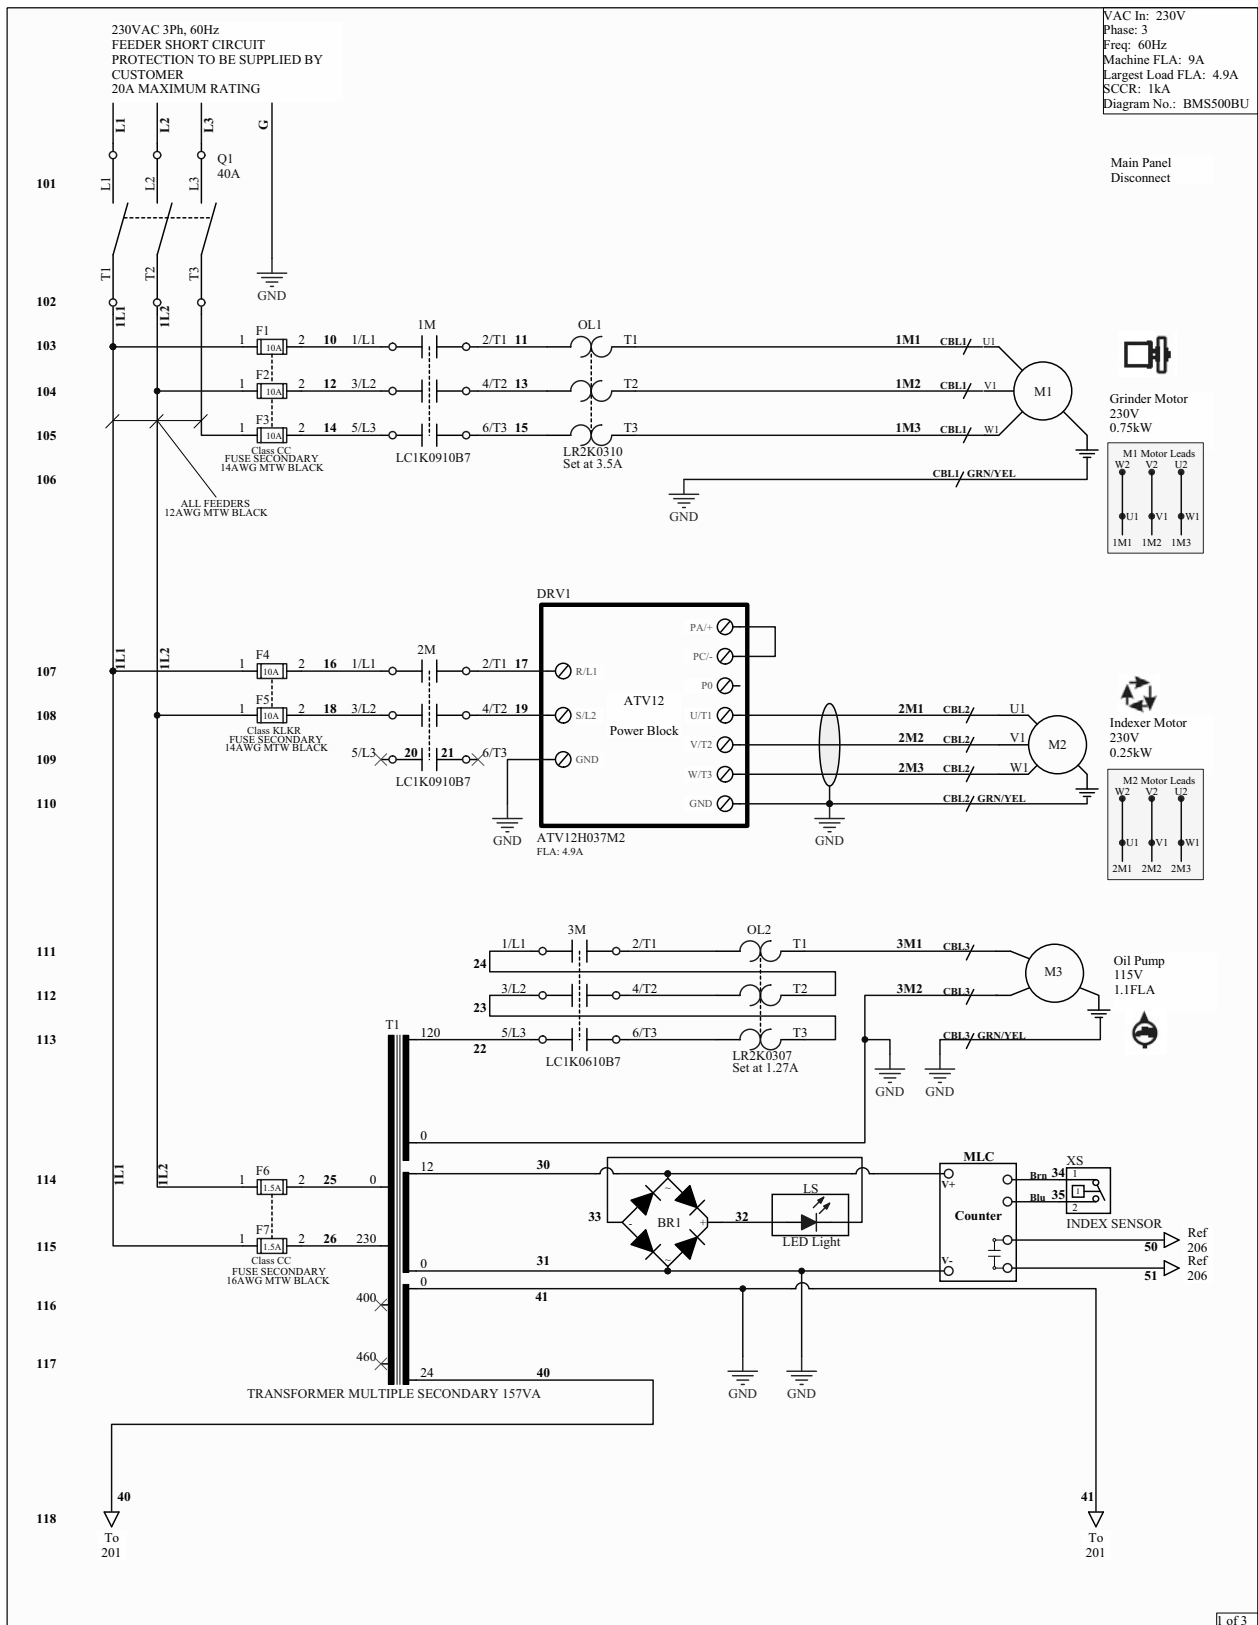 230VAC 3Ph, 60Hz
FEEDER SHORT CIRCUIT
PROTECTION TO BE SUPPLIED BY
CUSTOMER
20A MAXIMUM RATING
VAC In: 230V
Phase: 3
Freq: 60Hz
Machine FLA: 9A
Largest Load FLA: 4.9A
SCCR: 1kA
Diagram No.: BMS500BU
L1 L2 L3 G
Q1
40A
Main Panel
Disconnect
101
L1 L2 L3
T1 T2 T3
GND
102
1L1 1L2
F1 1M OL1
103 1 10A 2 10 1/L1 2/T1 11 T1 1M1 CBL1 U1
F2
104 1 10A 2 12 3/L2 4/T2 13 T2 1M2 CBL1 V1 M1
F3
105 1 10A 2 14 5/L3 6/T3 15 T3 1M3 CBL1 W1
Class CC
FUSE SECONDARY
14AWG MTW BLACK
LC1K0910B7
LR2K0310
Set at 3.5A
Grinder Motor
230V
0.75kW
106 CBL1 GRN/YEL
GND
ALL FEEDERS
12AWG MTW BLACK
M1 Motor Leads
W2 V2 U2
U1 V1 W1
1M1 1M2 1M3
DRV1
PA/+
PC/-
P0
1L1 1L2
F4 2M
107 1 10A 2 16 1/L1 2/T1 17 R/L1
ATV12
Power Block
F5
108 1 10A 2 18 3/L2 4/T2 19 S/L2 U/T1 2M1 CBL2 U1
Class KLKR
FUSE SECONDARY
14AWG MTW BLACK
V/T2 2M2 CBL2 V1 M2
109 5/L3 20 21 6/T3 GND W/T3 2M3 CBL2 W1
LC1K0910B7
Indexer Motor
230V
0.25kW
110 GND CBL2 GRN/YEL
GND GND
ATV12H037M2
FLA: 4.9A
M2 Motor Leads
W2 V2 U2
U1 V1 W1
2M1 2M2 2M3
3M OL2
111 1/L1 2/T1 T1 3M1 CBL3
24
M3
Oil Pump
115V
1.1FLA
112 3/L2 4/T2 T2 3M2 CBL3
23
T1
113 120 5/L3 6/T3 T3 CBL3 GRN/YEL
22
LC1K0610B7
LR2K0307
Set at 1.27A
GND GND
0
1L1 1L2
F6
114 1 1.5A 2 25 0 12 30
MLC
V+
Counter
V-
XS
Brn 34 1
Blu 35 1
2
INDEX SENSOR
33 ~ - BR1 + ~ 32
LS
LED Light
F7
115 1 1.5A 2 26 230
Class CC
FUSE SECONDARY
16AWG MTW BLACK
50 Ref
206
51 Ref
206
0 31
0 41
116 400
117 460
24 40
GND GND
TRANSFORMER MULTIPLE SECONDARY 157VA
40 41
118
To
201
To
201
1 of 3